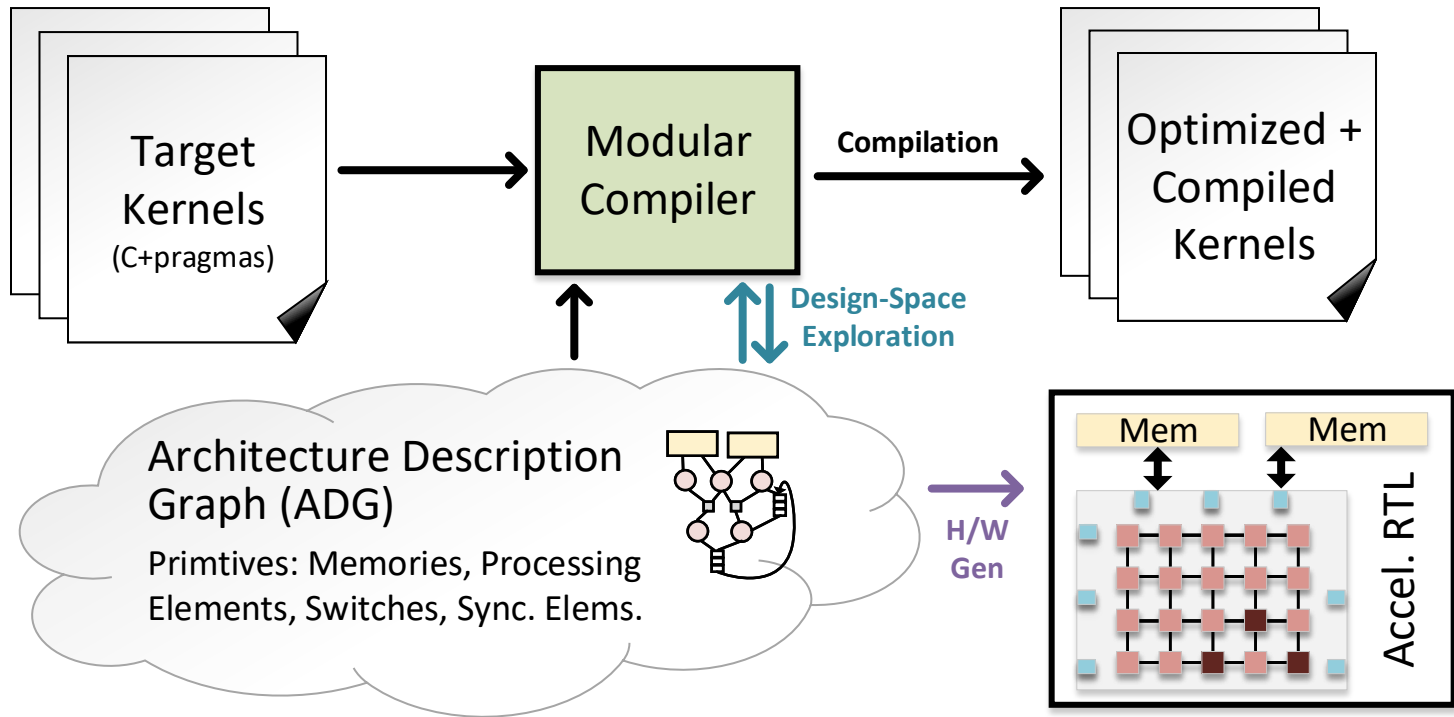 Target
Kernels
(C+pragmas)
Modular
Compiler
Compilation
Optimized +
Compiled
Kernels
Design-Space
Exploration
Architecture Description
Graph (ADG)
Primtives: Memories, Processing
Elements, Switches, Sync. Elems.
H/W
Gen
Mem
Mem
Accel. RTL